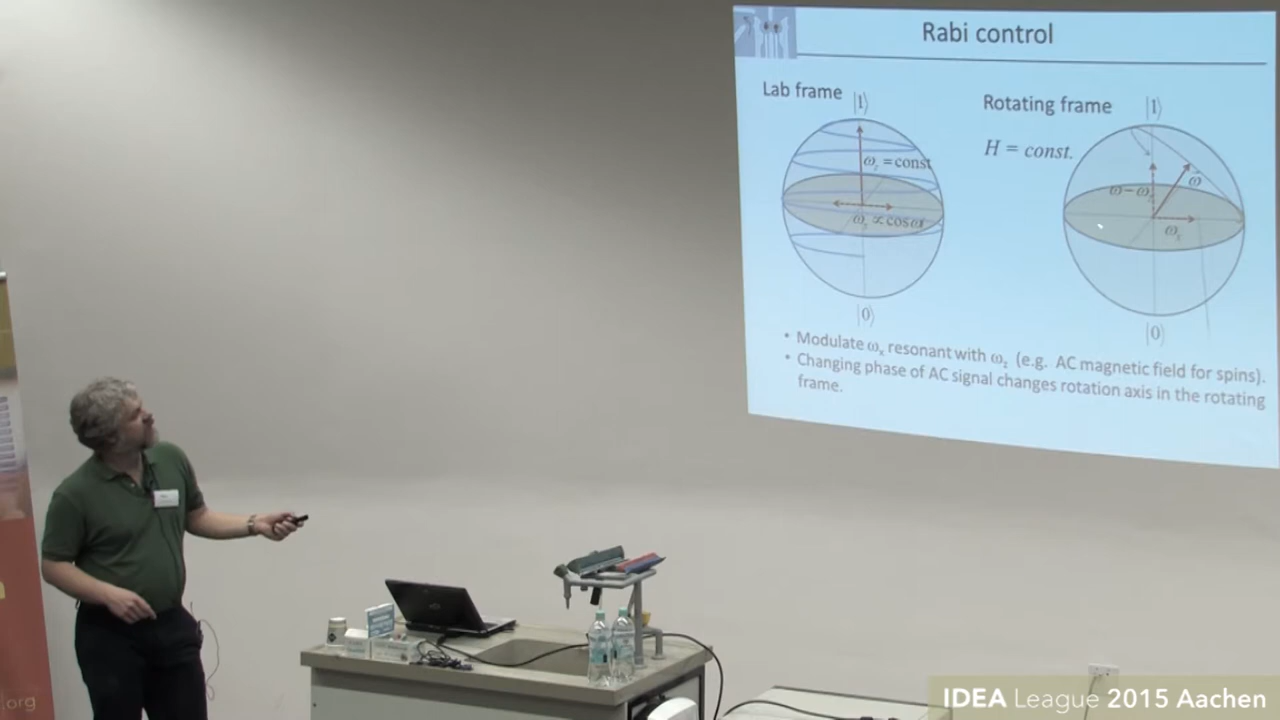 Rabi control
Lab frame
|1⟩
Rotating frame
|1⟩
H = const.
ω_z = const
ω_x ∝ cos ωt
ω − ω_z
ω
ω_x
|0⟩
|0⟩
• Modulate ω_x resonant with ω_z (e.g. AC magnetic field for spins).
• Changing phase of AC signal changes rotation axis in the rotating
frame.
.org
IDEA League 2015 Aachen